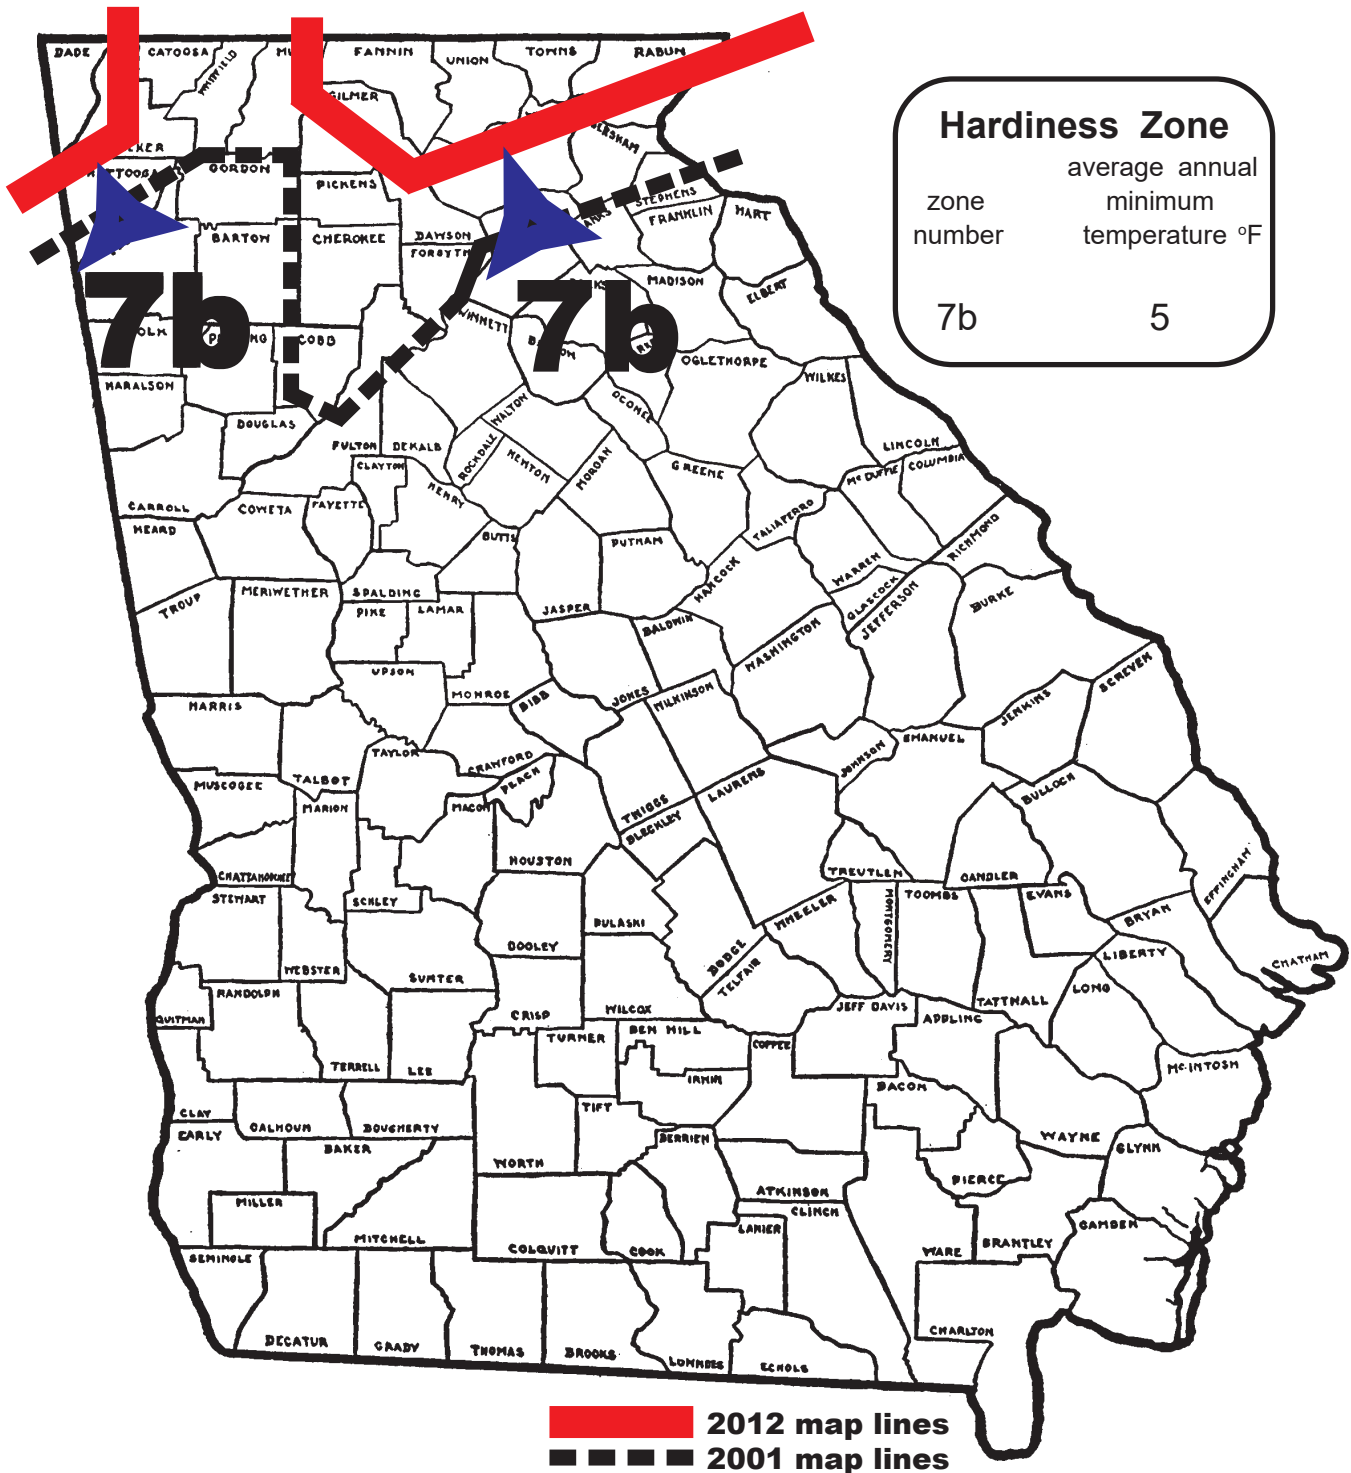 DADE CATOOSA FANNIN UNION TOWNS RABUN
WHITFIELD
GILMER
GORDON
PICKENS
STEPHENS
FRANKLIN HART
BARTOW CHEROKEE DAWSON
FORSYTH
MADISON
ELBERT
7b 7b
COBB
OGLETHORPE
HARALSON WILKES
OCONEE
WALTON
DOUGLAS
FULTON DEKALB LINCOLN
CLAYTON ROCKDALE NEWTON MORGAN GREENE MCDUFFIE COLUMBIA
HENRY
CARROLL COWETA FAYETTE TALIAFERRO
HEARD BUTTS PUTNAM RICHMOND
HANCOCK WARREN
TROUP MERIWETHER SPALDING GLASCOCK
PIKE LAMAR JASPER JEFFERSON BURKE
BALDWIN WASHINGTON
UPSON SCREVEN
HARRIS MONROE BIBB JONES WILKINSON JENKINS
TAYLOR CRAWFORD JOHNSON EMANUEL
MUSCOGEE TALBOT PEACH LAURENS BULLOCH
MARION MACON TWIGGS
BLECKLEY
HOUSTON
CHATTAHOOCHEE TREUTLEN CANDLER EFFINGHAM
STEWART SCHLEY PULASKI WHEELER MONTGOMERY TOOMBS EVANS BRYAN
DOOLEY DODGE
WEBSTER SUMTER TELFAIR LIBERTY CHATHAM
RANDOLPH WILCOX JEFF DAVIS TATTNALL LONG
QUITMAN CRISP APPLING
TURNER BEN HILL COFFEE
TERRELL LEE IRWIN MCINTOSH
BACON
CLAY TIFT
EARLY CALHOUN DOUGHERTY BERRIEN WAYNE
BAKER GLYNN
WORTH PIERCE
MILLER ATKINSON
CLINCH
LANIER CAMDEN
MITCHELL COLQUITT COOK WARE BRANTLEY
SEMINOLE
CHARLTON
DECATUR GRADY THOMAS BROOKS LOWNDES ECHOLS
Hardiness Zone
average annual
zone minimum
number temperature °F
7b 5
2012 map lines
2001 map lines